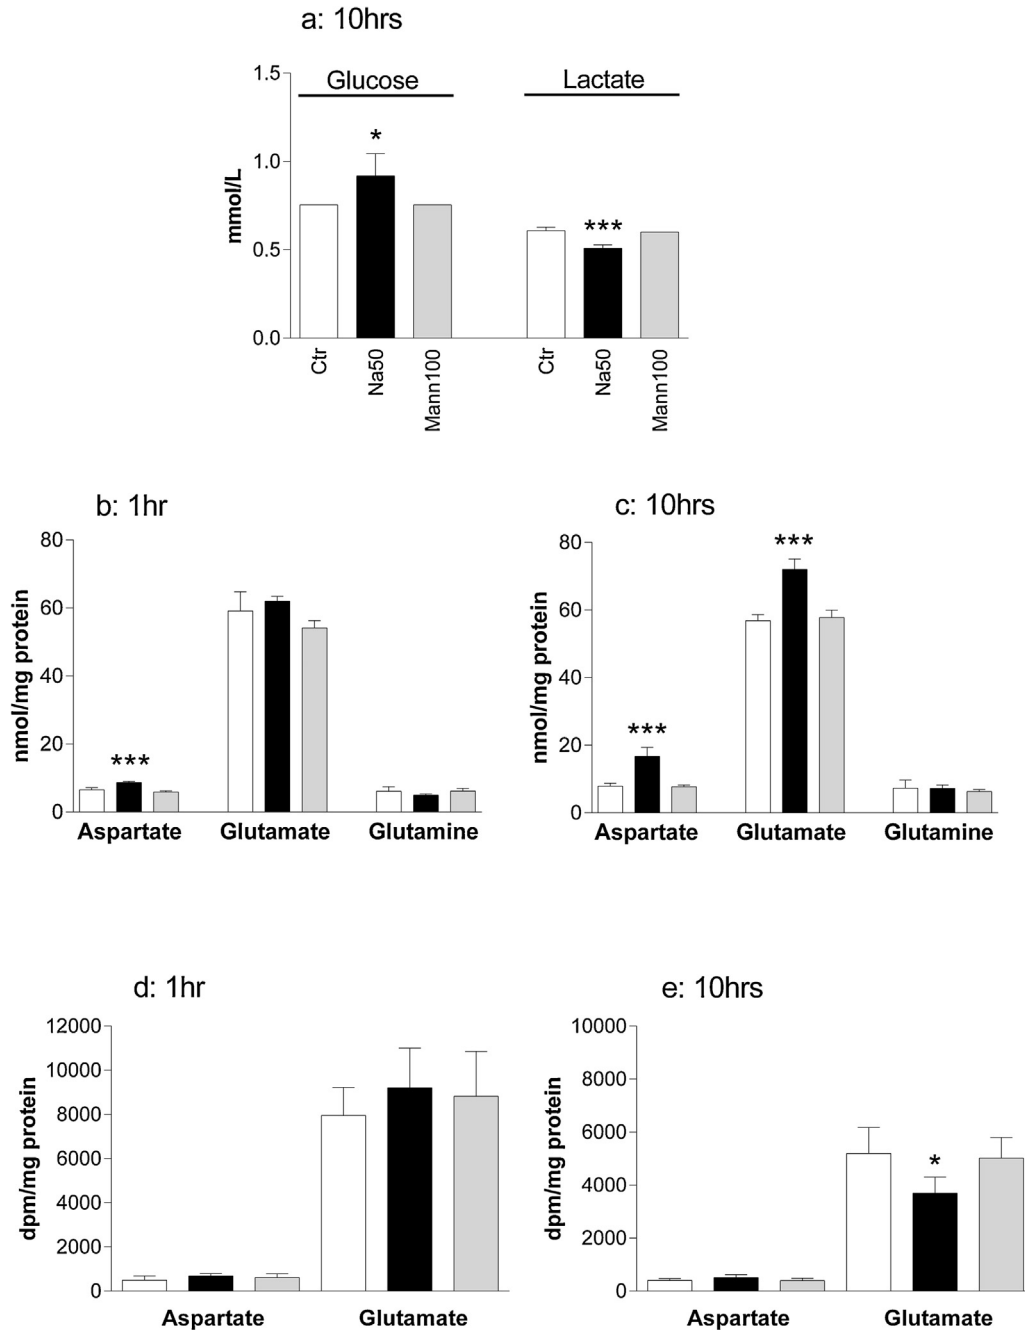 a: 10hrs
Glucose
Lactate
1.5
1.0
0.5
0.0
mmol/L
*
***
Ctr
Na50
Mann100
Ctr
Na50
Mann100
b: 1hr
80
60
40
20
0
nmol/mg protein
***
Aspartate
Glutamate
Glutamine
c: 10hrs
80
60
40
20
0
nmol/mg protein
***
***
Aspartate
Glutamate
Glutamine
d: 1hr
12000
10000
8000
6000
4000
2000
0
dpm/mg protein
Aspartate
Glutamate
e: 10hrs
10000
8000
6000
4000
2000
0
dpm/mg protein
*
Aspartate
Glutamate